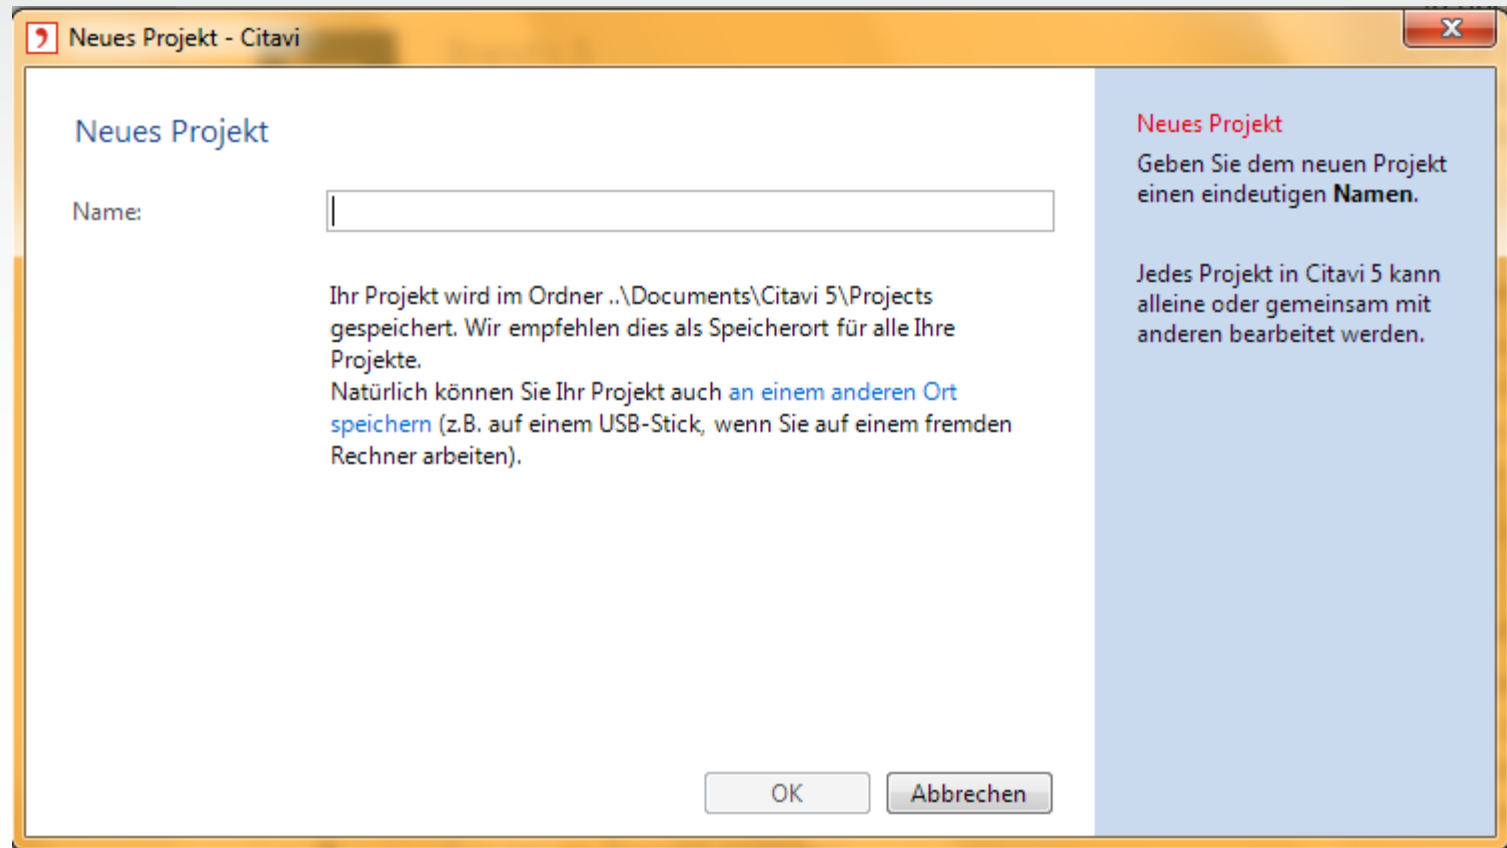 Neues Projekt - Citavi
Neues Projekt
Name:
Ihr Projekt wird im Ordner ..\Documents\Citavi 5\Projects
gespeichert. Wir empfehlen dies als Speicherort für alle Ihre
Projekte.
Natürlich können Sie Ihr Projekt auch an einem anderen Ort
speichern (z.B. auf einem USB-Stick, wenn Sie auf einem fremden
Rechner arbeiten).
OK
Abbrechen
Neues Projekt
Geben Sie dem neuen Projekt
einen eindeutigen Namen.
Jedes Projekt in Citavi 5 kann
alleine oder gemeinsam mit
anderen bearbeitet werden.